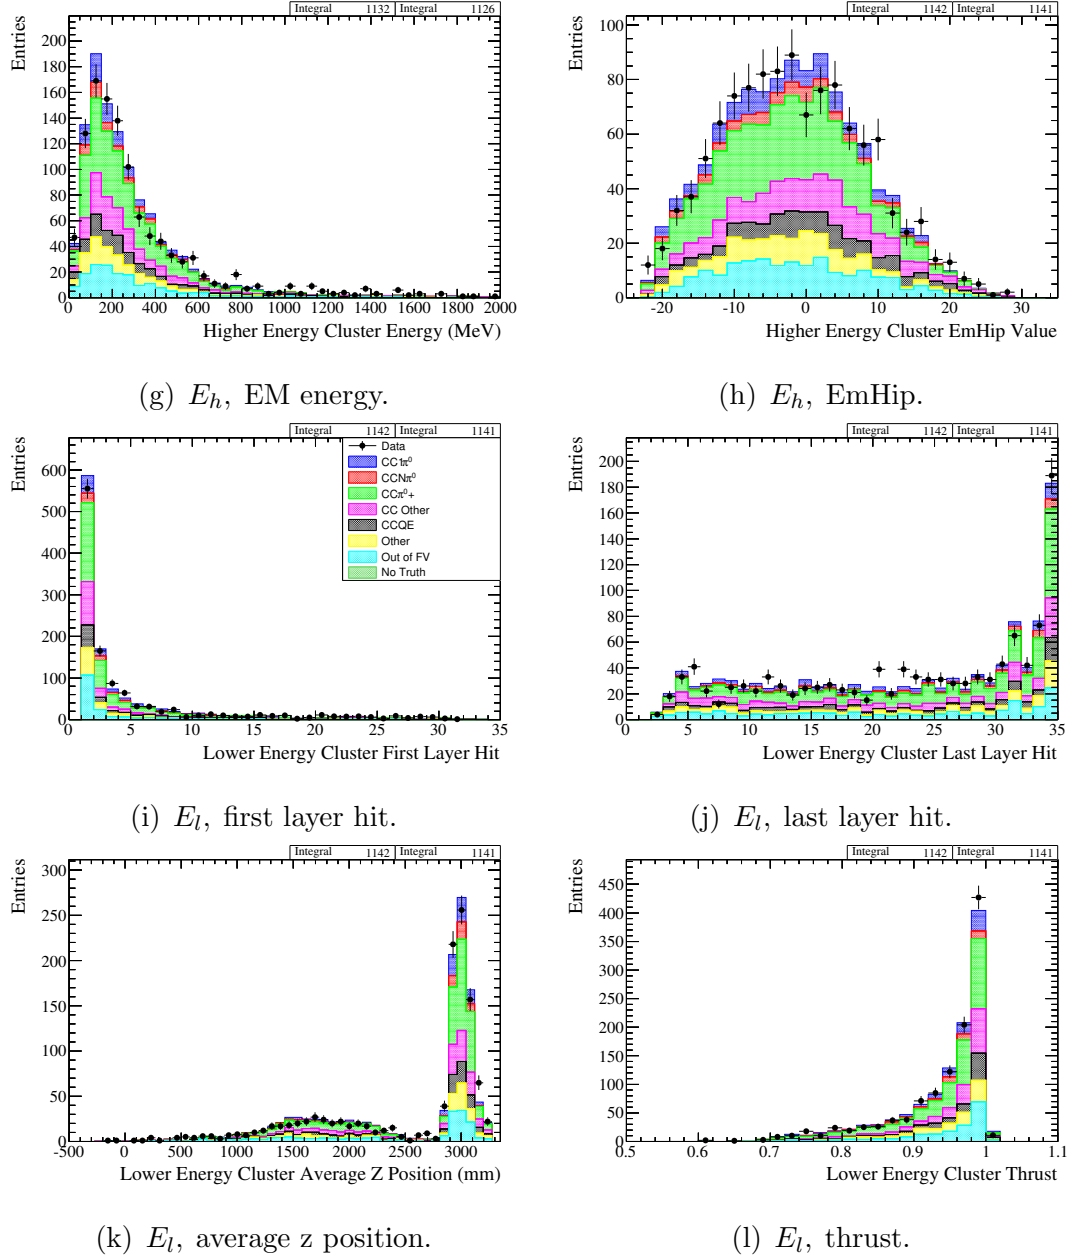 Integral 1132 Integral 1126
Entries
200
180
160
140
120
100
80
60
40
20
0
0 200 400 600 800 1000 1200 1400 1600 1800 2000
Higher Energy Cluster Energy (MeV)
(g) E_h, EM energy.
Integral 1142 Integral 1141
Entries
100
80
60
40
20
0
-20 -10 0 10 20 30
Higher Energy Cluster EmHip Value
(h) E_h, EmHip.
Integral 1142 Integral 1141
Entries
600
500
400
300
200
100
0
0 5 10 15 20 25 30 35
Lower Energy Cluster First Layer Hit
Data
CC1π⁰
CCNπ⁰
CCπ⁰+
CC Other
CCQE
Other
Out of FV
No Truth
(i) E_l, first layer hit.
Integral 1142 Integral 1141
Entries
200
180
160
140
120
100
80
60
40
20
0
0 5 10 15 20 25 30 35
Lower Energy Cluster Last Layer Hit
(j) E_l, last layer hit.
Integral 1142 Integral 1141
Entries
300
250
200
150
100
50
0
-500 0 500 1000 1500 2000 2500 3000
Lower Energy Cluster Average Z Position (mm)
(k) E_l, average z position.
Integral 1142 Integral 1141
Entries
450
400
350
300
250
200
150
100
50
0
0.5 0.6 0.7 0.8 0.9 1 1.1
Lower Energy Cluster Thrust
(l) E_l, thrust.